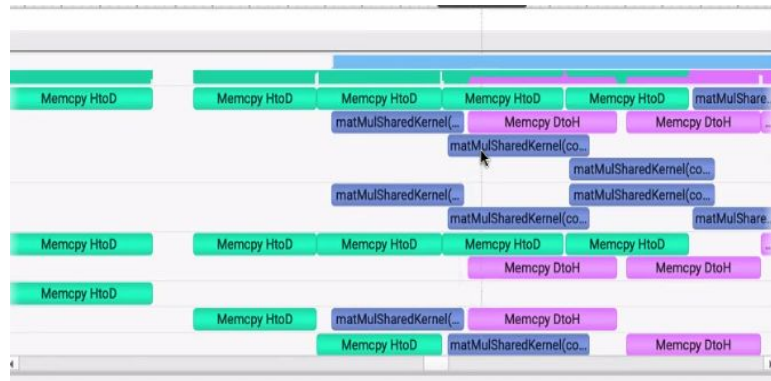 Memcpy HtoD Memcpy HtoD Memcpy HtoD Memcpy HtoD Memcpy HtoD matMulShare
matMulSharedKernel(... Memcpy DtoH Memcpy DtoH ...
matMulSharedKernel(co...
matMulSharedKernel(co...
matMulSharedKernel(... matMulSharedKernel(co...
matMulSharedKernel(co... matMulShare
Memcpy HtoD Memcpy HtoD Memcpy HtoD Memcpy HtoD Memcpy HtoD ...
Memcpy DtoH Memcpy DtoH
Memcpy HtoD
Memcpy HtoD matMulSharedKernel(... Memcpy DtoH
Memcpy HtoD matMulSharedKernel(co... Memcpy DtoH